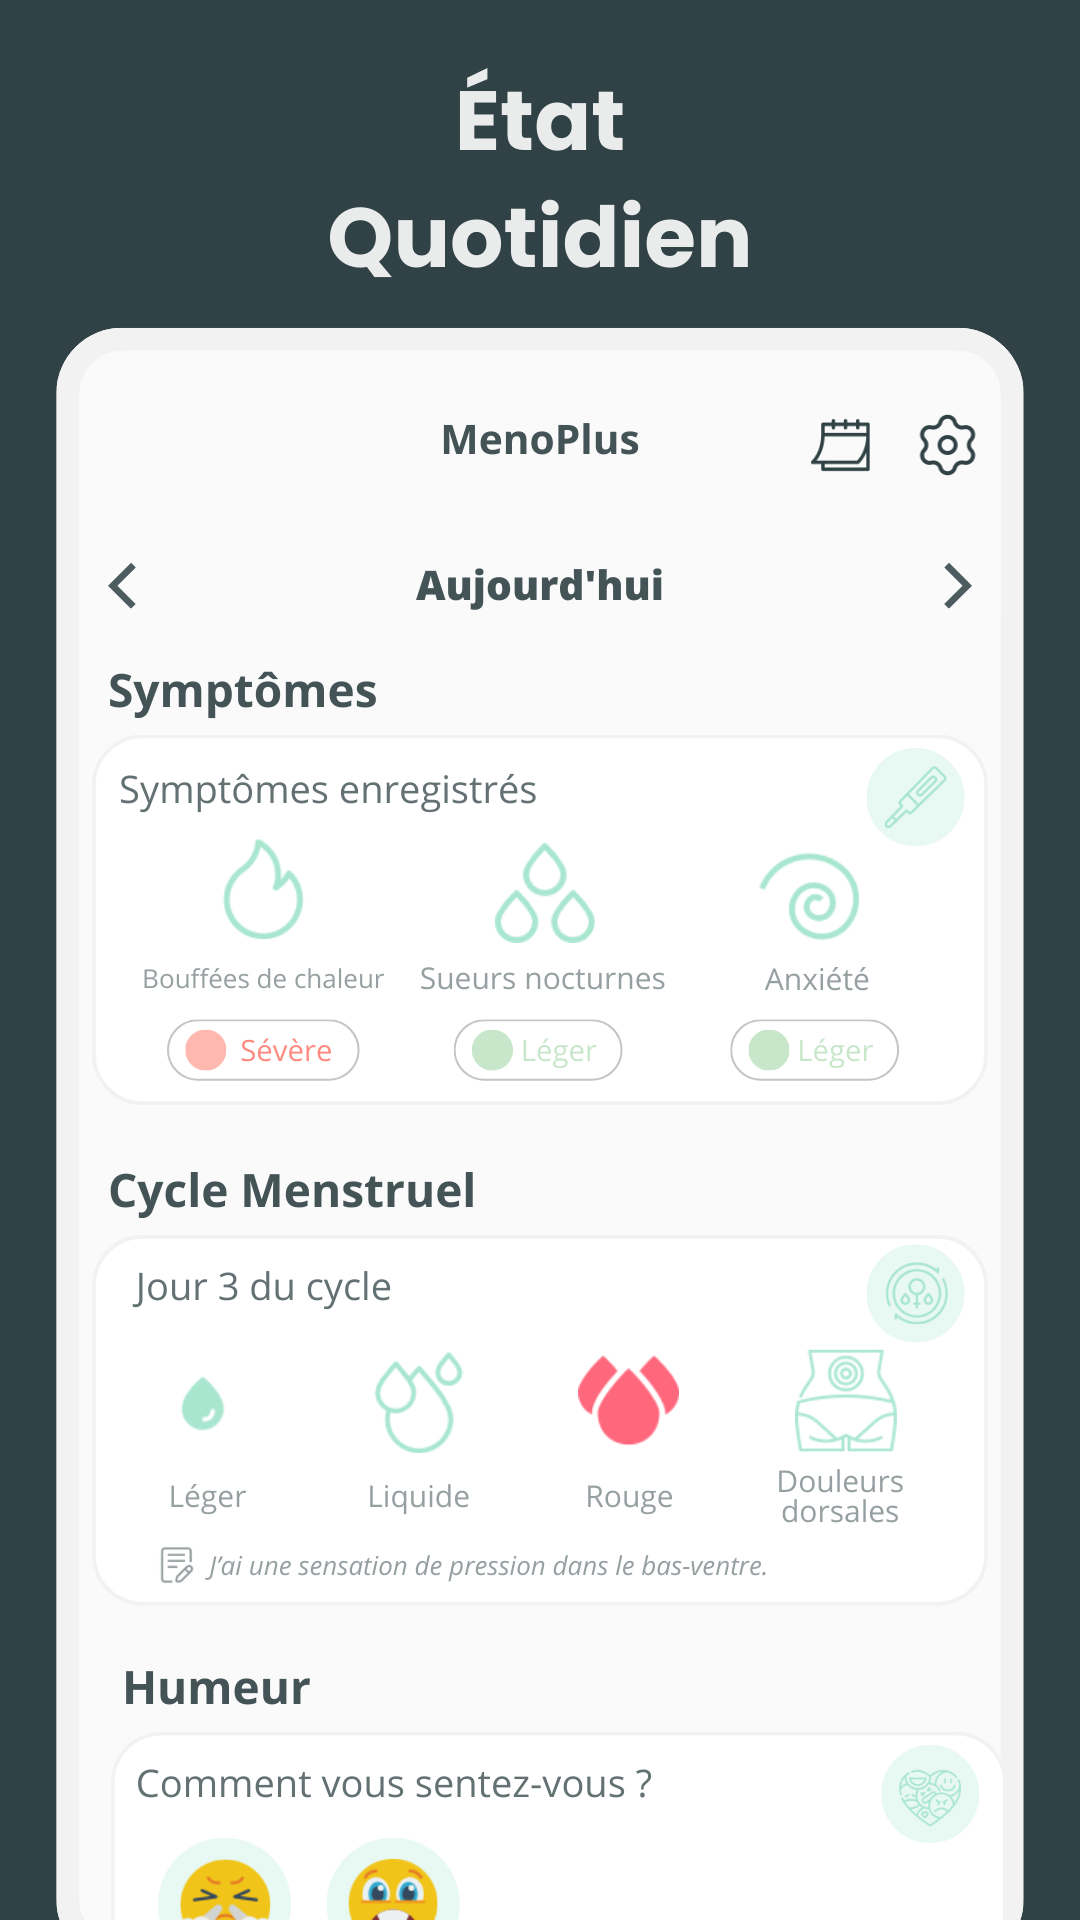 État
Quotidien
MenoPlus
Aujourd'hui
Symptômes
Symptômes enregistrés
Bouffées de chaleur
Sueurs nocturnes
Anxiété
Sévère
Léger
Léger
Cycle Menstruel
Jour 3 du cycle
Léger
Liquide
Rouge
Douleurs
dorsales
J’ai une sensation de pression dans le bas-ventre.
Humeur
Comment vous sentez-vous ?